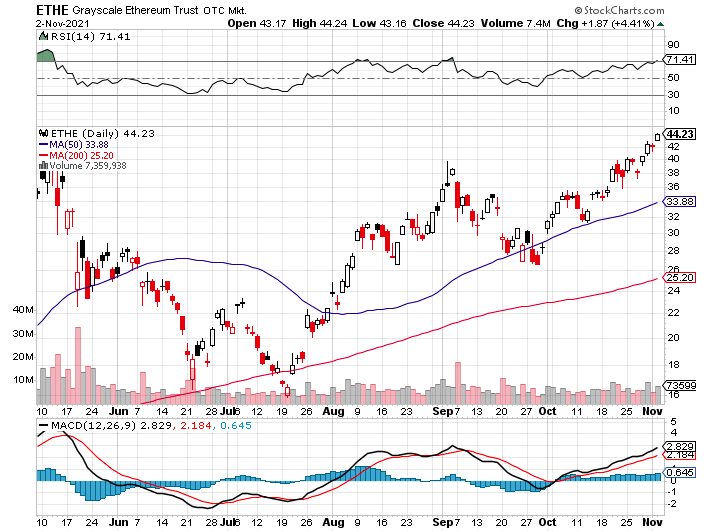 ETHE Grayscale Ethereum Trust OTC Mkt. © StockCharts.com
2-Nov-2021 Open 43.17 High 44.24 Low 43.16 Close 44.23 Volume 7.4M Chg +1.87 (+4.41%)
RSI(14) 71.41
90
71.41
50
30
10
ETHE (Daily) 44.23
MA(50) 33.88
MA(200) 25.20
Volume 7,359,938
44.23
42
40
38
36
33.88
32
30
28
26
25.20
24
22
20
18
16
7359938
40M
30M
20M
10M
10 17 24 Jun 7 14 21 28 Jul 6 12 19 26 Aug 9 16 23 Sep 7 13 20 27 Oct 11 18 25 Nov
MACD(12,26,9) 2.829, 2.184, 0.645
5
4
2.829
2.184
0.645
0
-1
-2
10 17 24 Jun 7 14 21 28 Jul 6 12 19 26 Aug 9 16 23 Sep 7 13 20 27 Oct 11 18 25 Nov